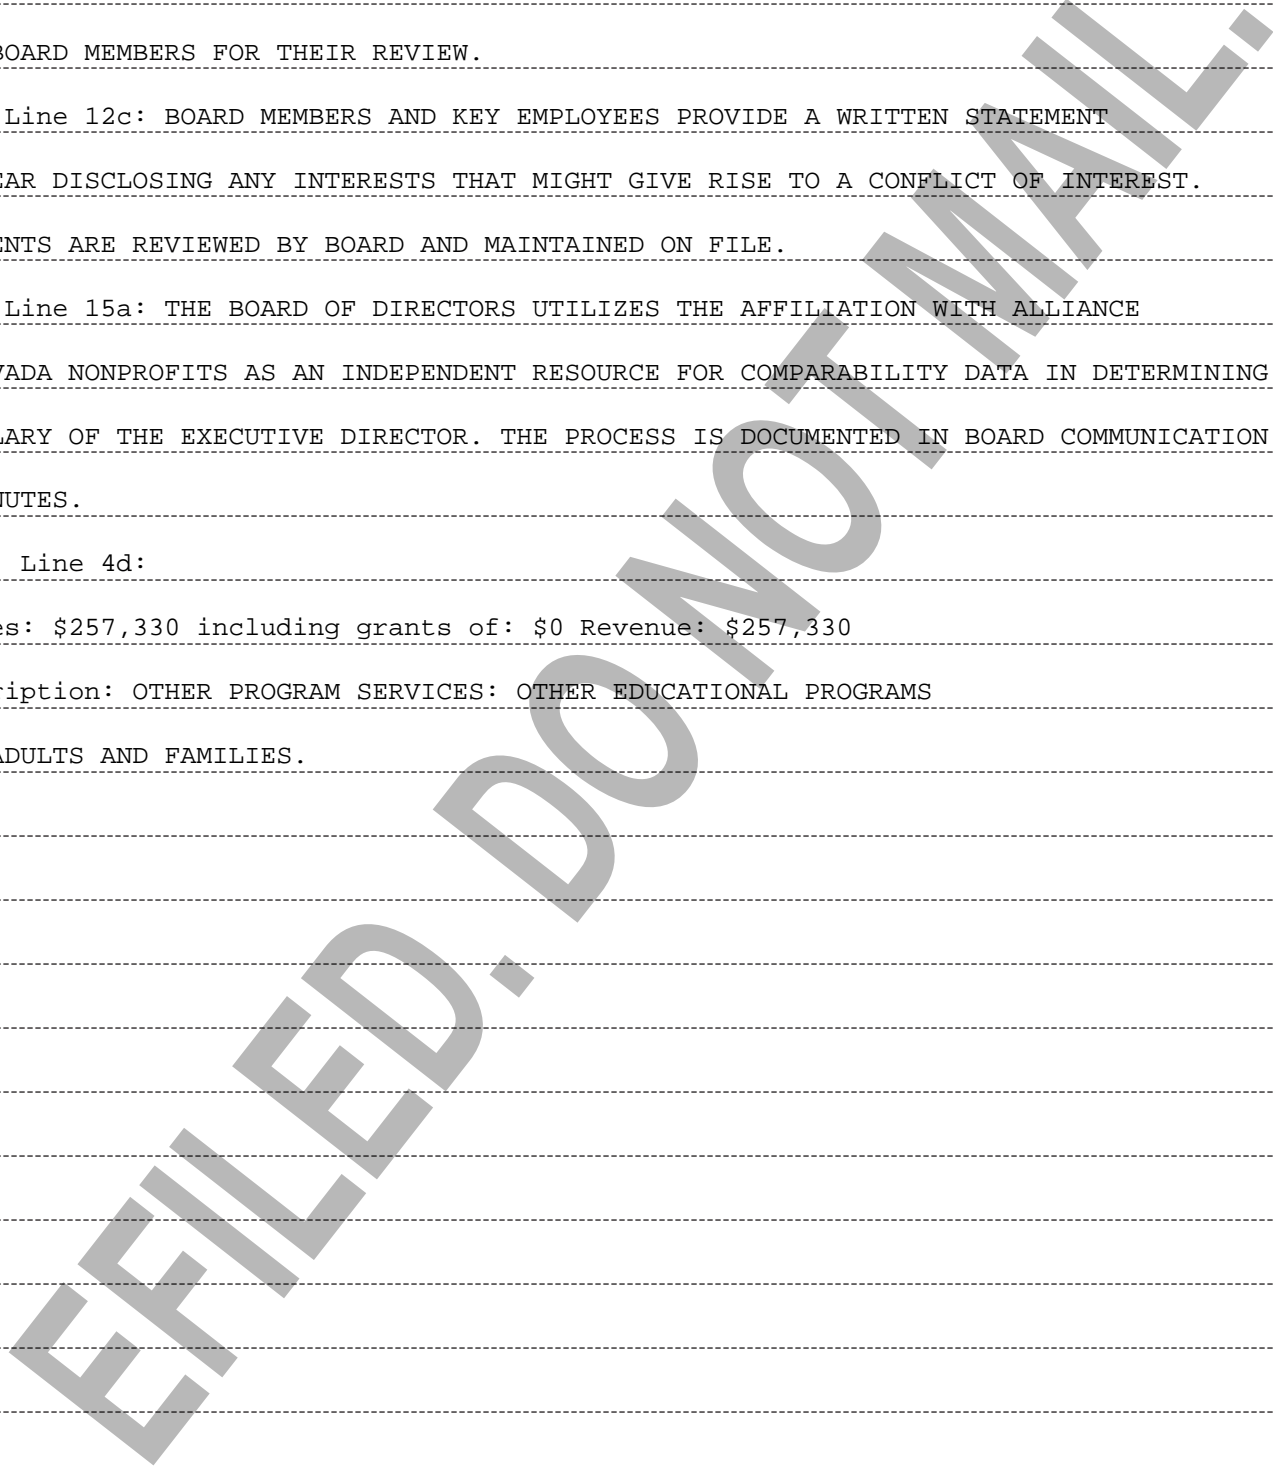 BOARD MEMBERS FOR THEIR REVIEW.
Line 12c: BOARD MEMBERS AND KEY EMPLOYEES PROVIDE A WRITTEN STATEMENT
EAR DISCLOSING ANY INTERESTS THAT MIGHT GIVE RISE TO A CONFLICT OF INTEREST.
ENTS ARE REVIEWED BY BOARD AND MAINTAINED ON FILE.
Line 15a: THE BOARD OF DIRECTORS UTILIZES THE AFFILIATION WITH ALLIANCE
VADA NONPROFITS AS AN INDEPENDENT RESOURCE FOR COMPARABILITY DATA IN DETERMINING
LARY OF THE EXECUTIVE DIRECTOR. THE PROCESS IS DOCUMENTED IN BOARD COMMUNICATION
NUTES.
Line 4d:
es: $257,330 including grants of: $0 Revenue: $257,330
ription: OTHER PROGRAM SERVICES: OTHER EDUCATIONAL PROGRAMS
ADULTS AND FAMILIES.
EFILED. DO NOT MAIL.